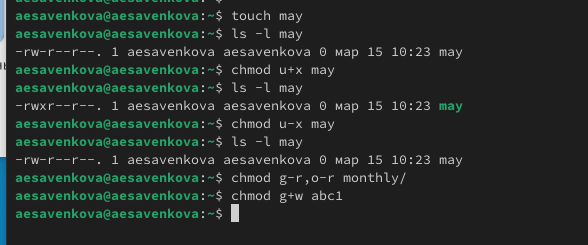 aesavenkova@aesavenkova:~$ touch may
aesavenkova@aesavenkova:~$ ls -l may
-rw-r--r--. 1 aesavenkova aesavenkova 0 мар 15 10:23 may
aesavenkova@aesavenkova:~$ chmod u+x may
aesavenkova@aesavenkova:~$ ls -l may
-rwxr--r--. 1 aesavenkova aesavenkova 0 мар 15 10:23 may
aesavenkova@aesavenkova:~$ chmod u-x may
aesavenkova@aesavenkova:~$ ls -l may
-rw-r--r--. 1 aesavenkova aesavenkova 0 мар 15 10:23 may
aesavenkova@aesavenkova:~$ chmod g-r,o-r monthly/
aesavenkova@aesavenkova:~$ chmod g+w abc1
aesavenkova@aesavenkova:~$